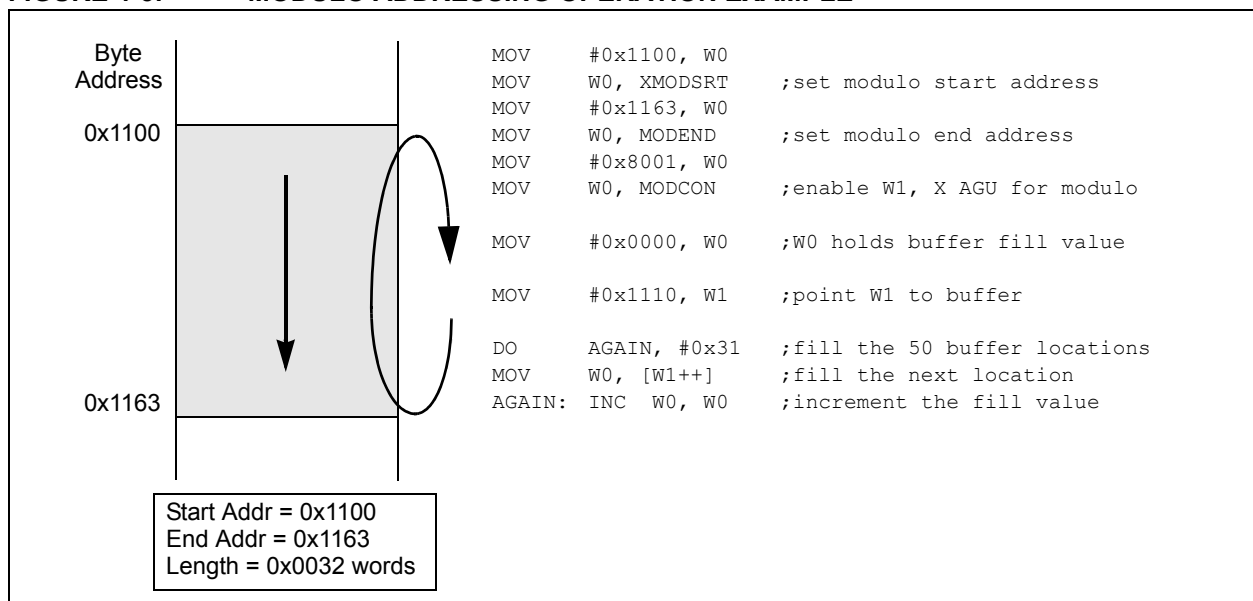 Byte
Address
0x1100
0x1163
Start Addr = 0x1100
End Addr = 0x1163
Length = 0x0032 words
MOV #0x1100, W0
MOV W0, XMODSRT ;set modulo start address
MOV #0x1163, W0
MOV W0, MODEND ;set modulo end address
MOV #0x8001, W0
MOV W0, MODCON ;enable W1, X AGU for modulo
MOV #0x0000, W0 ;W0 holds buffer fill value
MOV #0x1110, W1 ;point W1 to buffer
DO AGAIN, #0x31 ;fill the 50 buffer locations
MOV W0, [W1++] ;fill the next location
AGAIN: INC W0, W0 ;increment the fill value